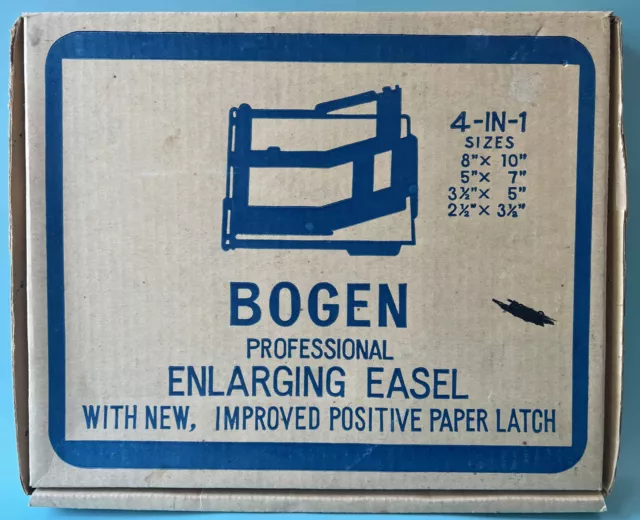 4-IN-1
SIZES
8"X 10"
5"X 7"
3½"X 5"
2½"X 3½"
BOGEN
PROFESSIONAL
ENLARGING EASEL
WITH NEW, IMPROVED POSITIVE PAPER LATCH